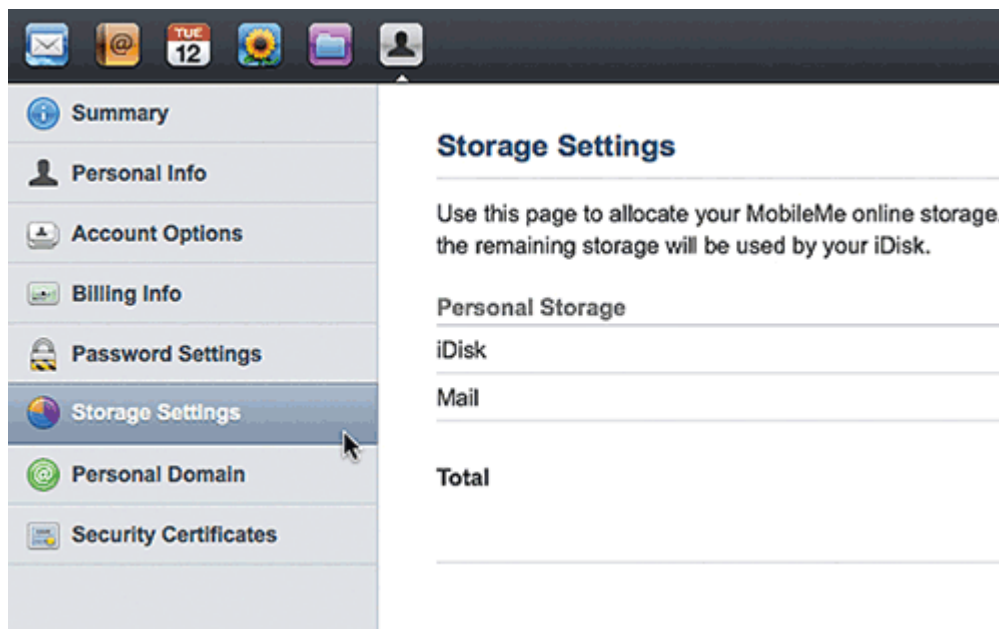 TUE
12
Summary
Personal Info
Account Options
Billing Info
Password Settings
Storage Settings
Personal Domain
Security Certificates
Storage Settings
Use this page to allocate your MobileMe online storage.
the remaining storage will be used by your iDisk.
Personal Storage
iDisk
Mail
Total